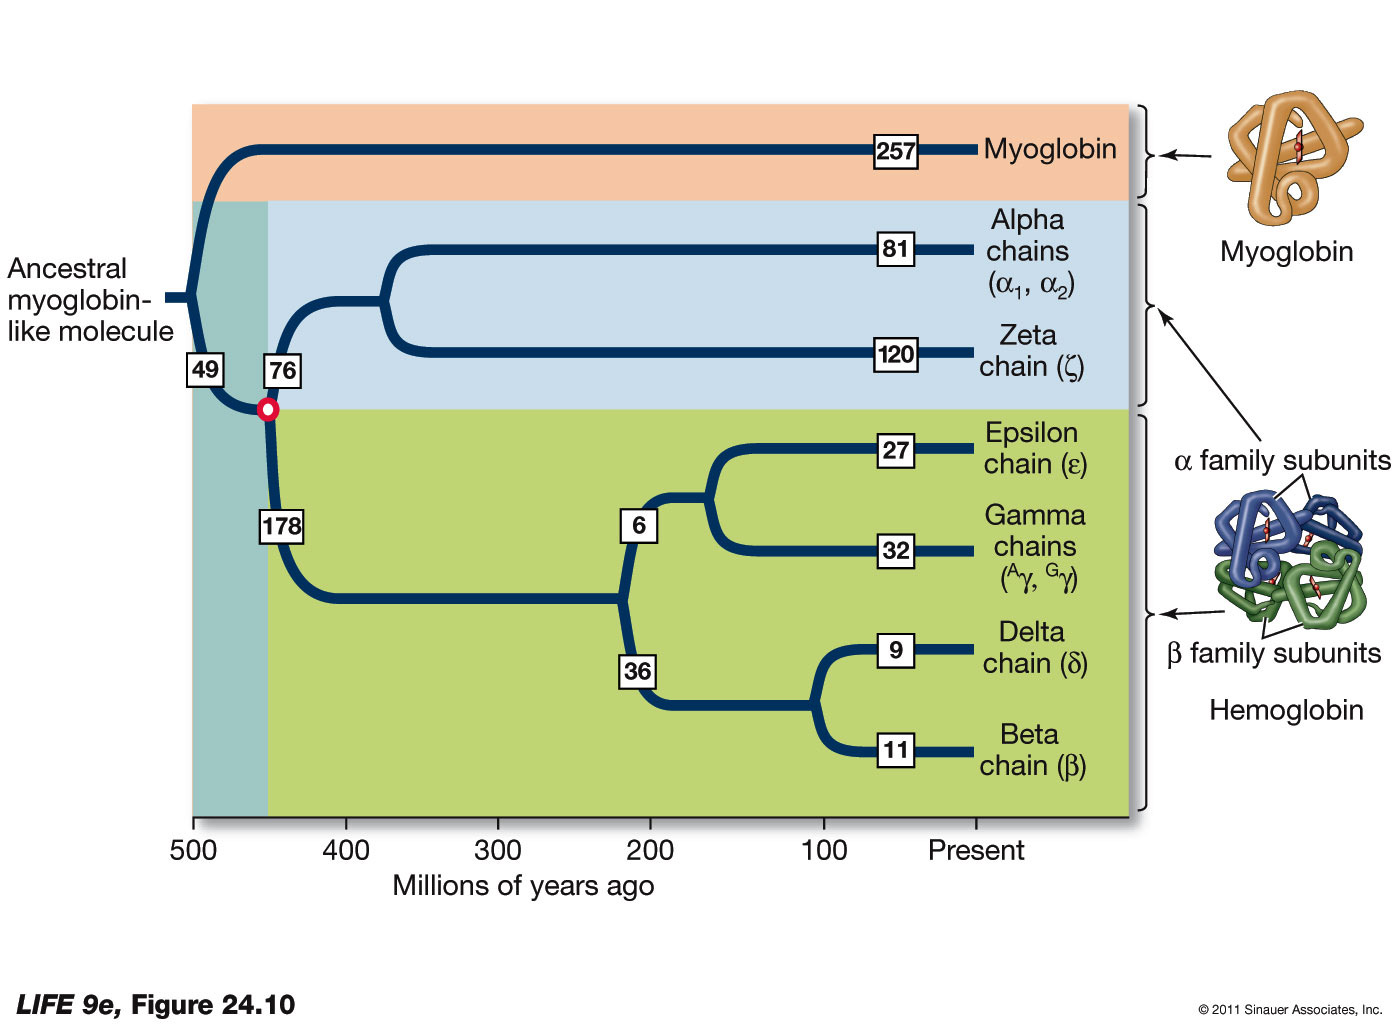 257
Myoglobin
Myoglobin
Alpha
chains
(α₁, α₂)
81
Ancestral
myoglobin-
like molecule
Zeta
chain (ζ)
120
49
76
Epsilon
chain (ε)
27
α family subunits
Gamma
chains
(ᴬγ, ᴳγ)
178
6
32
Delta
chain (δ)
9
β family subunits
36
Hemoglobin
Beta
chain (β)
11
500 400 300 200 100 Present
Millions of years ago
LIFE 9e, Figure 24.10
© 2011 Sinauer Associates, Inc.